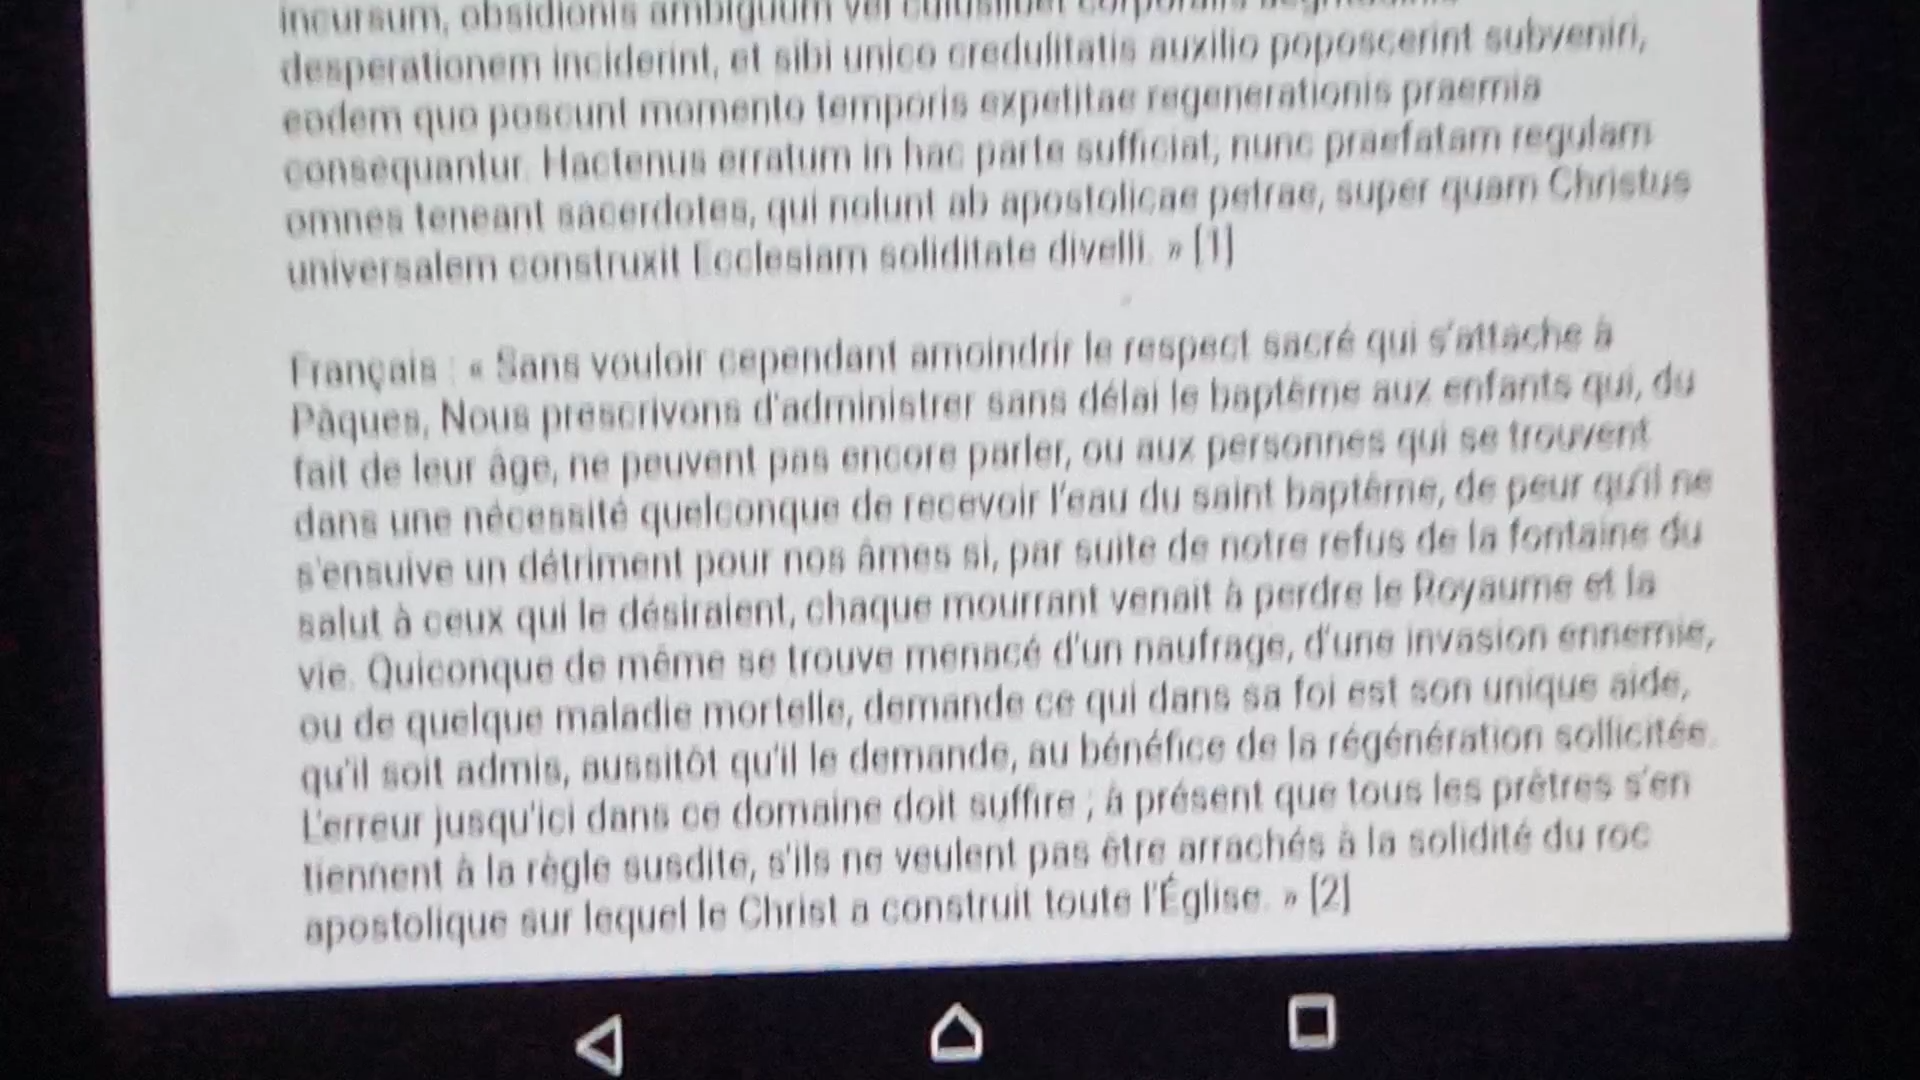 incursum, obsidionis ambiguum vel cuiuslibet corporalis aegritudinis
desperationem inciderint, et sibi unico credulitatis auxilio poposcerint subveniri,
eodem quo poscunt momento temporis expetitae regenerationis praemia
consequantur. Hactenus erratum in hac parte sufficiat, nunc praefatam regulam
omnes teneant sacerdotes, qui nolunt ab apostolicae petrae, super quam Christus
universalem construxit Ecclesiam soliditate divelli. » [1]
Français : « Sans vouloir cependant amoindrir le respect sacré qui s'attache à
Pâques, Nous prescrivons d'administrer sans délai le baptême aux enfants qui, du
fait de leur âge, ne peuvent pas encore parler, ou aux personnes qui se trouvent
dans une nécessité quelconque de recevoir l'eau du saint baptême, de peur qu'il ne
s'ensuive un détriment pour nos âmes si, par suite de notre refus de la fontaine du
salut à ceux qui le désiraient, chaque mourrant venait à perdre le Royaume et la
vie. Quiconque de même se trouve menacé d'un naufrage, d'une invasion ennemie,
ou de quelque maladie mortelle, demande ce qui dans sa foi est son unique aide,
qu'il soit admis, aussitôt qu'il le demande, au bénéfice de la régénération sollicitée.
L'erreur jusqu'ici dans ce domaine doit suffire ; à présent que tous les prêtres s'en
tiennent à la règle susdite, s'ils ne veulent pas être arrachés à la solidité du roc
apostolique sur lequel le Christ a construit toute l'Église. » [2]